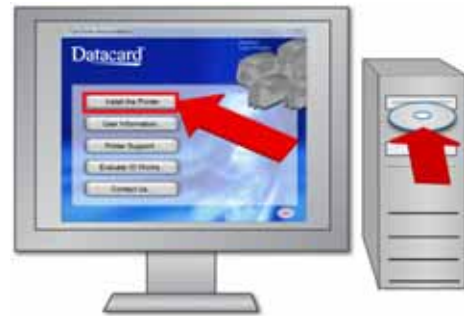 Datacard
Install the Printer
User Information
Printer Support
Evaluate ID Works
Contact Us